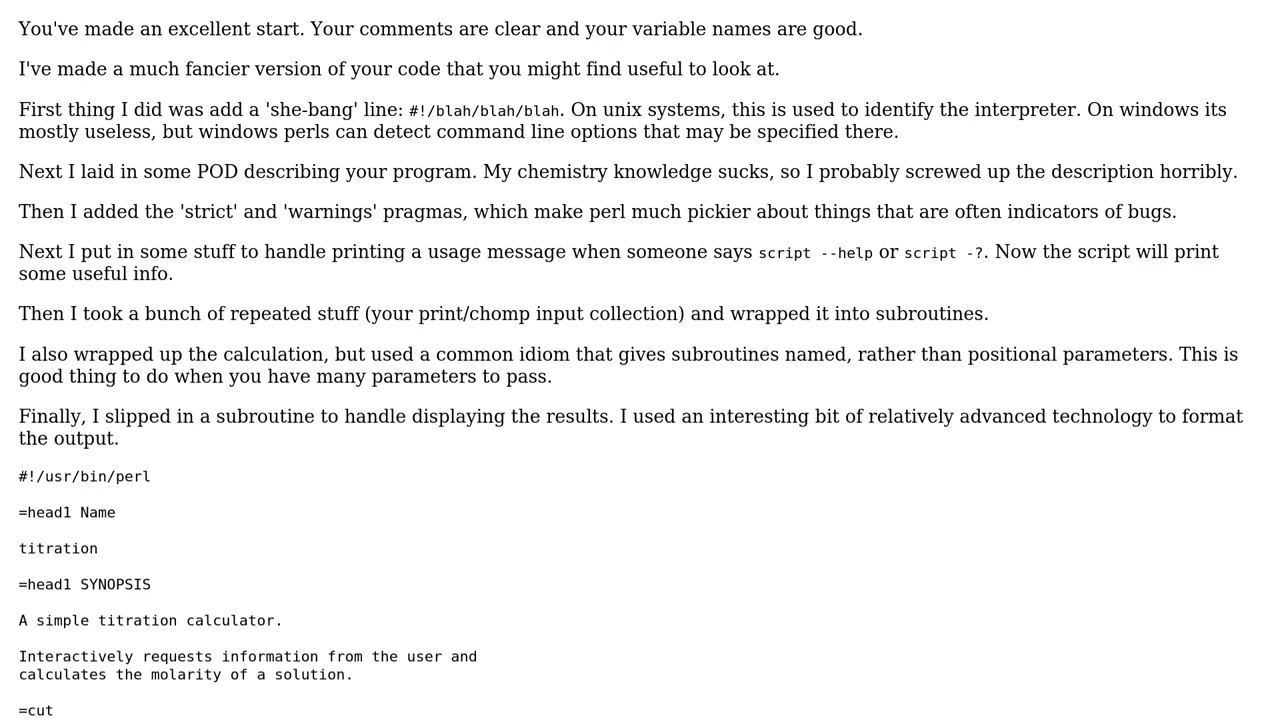 You've made an excellent start. Your comments are clear and your variable names are good.
I've made a much fancier version of your code that you might find useful to look at.
First thing I did was add a 'she-bang' line: #!/blah/blah/blah. On unix systems, this is used to identify the interpreter. On windows its
mostly useless, but windows perls can detect command line options that may be specified there.
Next I laid in some POD describing your program. My chemistry knowledge sucks, so I probably screwed up the description horribly.
Then I added the 'strict' and 'warnings' pragmas, which make perl much pickier about things that are often indicators of bugs.
Next I put in some stuff to handle printing a usage message when someone says script --help or script -?. Now the script will print
some useful info.
Then I took a bunch of repeated stuff (your print/chomp input collection) and wrapped it into subroutines.
I also wrapped up the calculation, but used a common idiom that gives subroutines named, rather than positional parameters. This is
good thing to do when you have many parameters to pass.
Finally, I slipped in a subroutine to handle displaying the results. I used an interesting bit of relatively advanced technology to format
the output.
#!/usr/bin/perl
=head1 Name
titration
=head1 SYNOPSIS
A simple titration calculator.
Interactively requests information from the user and
calculates the molarity of a solution.
=cut